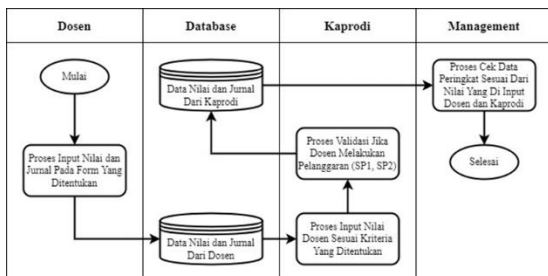 Dosen
Database
Kaprodi
Management
Mulai
Proses Input Nilai dan
Jurnal Pada Form Yang
Ditentukan
Data Nilai dan Jurnal
Dari Kaprodi
Data Nilai dan Jurnal
Dari Dosen
Proses Validasi Jika
Dosen Melakukan
Pelanggaran (SP1, SP2)
Proses Input Nilai
Dosen Sesuai Kriteria
Yang Ditentukan
Proses Cek Data
Peringkat Sesuai Dari
Nilai Yang Di Input
Dosen dan Kaprodi
Selesai